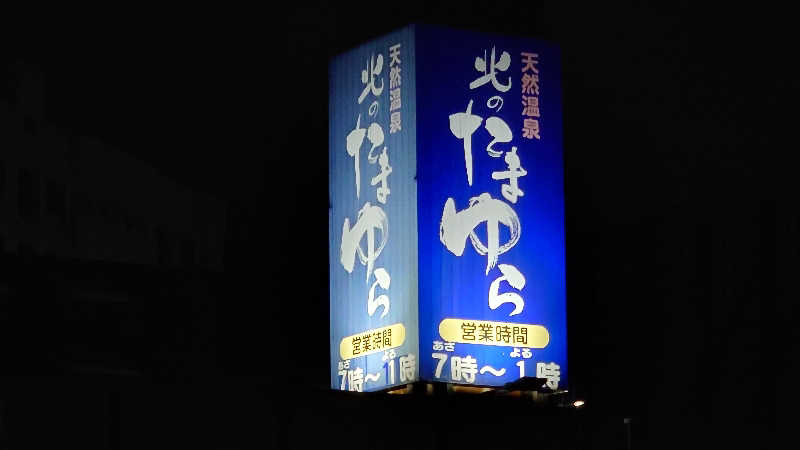 天然温泉
北のたまゆら
営業時間
あさ よる
7時～1時
天然温泉
北のたまゆら
営業時間
あさ よる
7時～1時